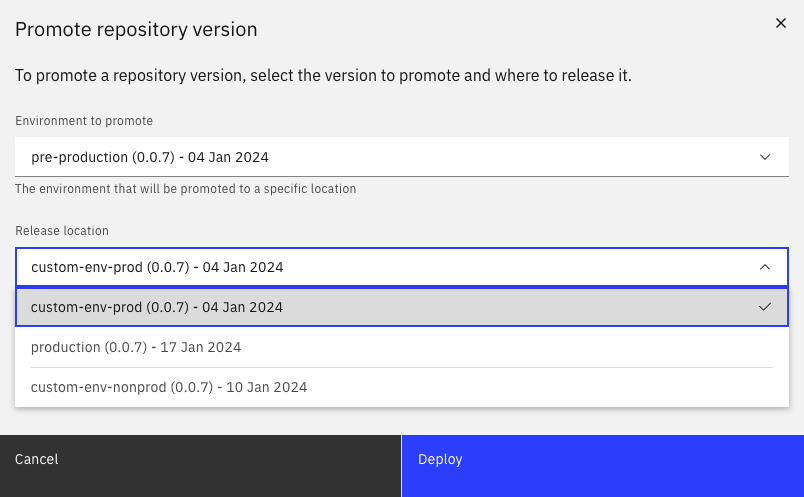 Promote repository version
To promote a repository version, select the version to promote and where to release it.
Environment to promote
pre-production (0.0.7) - 04 Jan 2024
The environment that will be promoted to a specific location
Release location
custom-env-prod (0.0.7) - 04 Jan 2024
custom-env-prod (0.0.7) - 04 Jan 2024
production (0.0.7) - 17 Jan 2024
custom-env-nonprod (0.0.7) - 10 Jan 2024
Cancel
Deploy